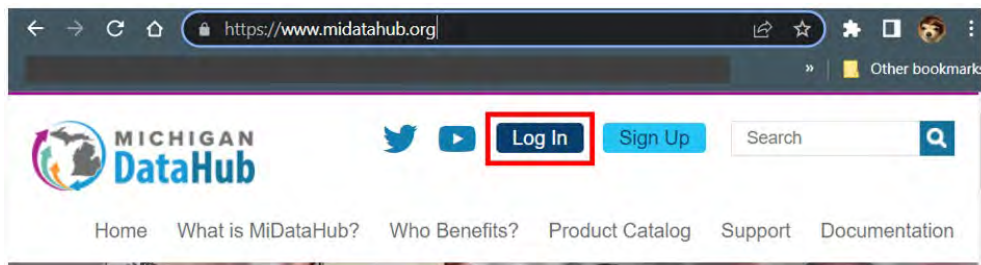 https://www.midatahub.org
» Other bookmarks
MICHIGAN
DataHub
Log In Sign Up Search
Home What is MiDataHub? Who Benefits? Product Catalog Support Documentation